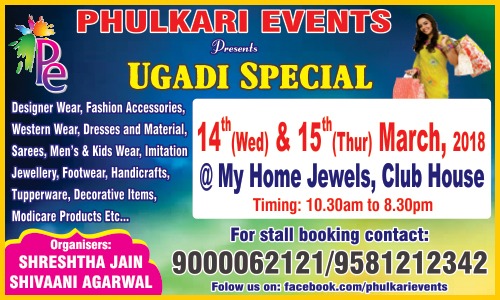 PHULKARI EVENTS
Presents
Pe
UGADI SPECIAL
Designer Wear, Fashion Accessories,
Western Wear, Dresses and Material,
Sarees, Men's & Kids Wear, Imitation
Jewellery, Footwear, Handicrafts,
Tupperware, Decorative Items,
Modicare Products Etc...
14th(Wed) & 15th(Thur) March, 2018
@ My Home Jewels, Club House
Timing: 10.30am to 8.30pm
Organisers:
SHRESHTHA JAIN
SHIVAANI AGARWAL
For stall booking contact:
9000062121/9581212342
Folow us on: facebook.com/phulkarievents